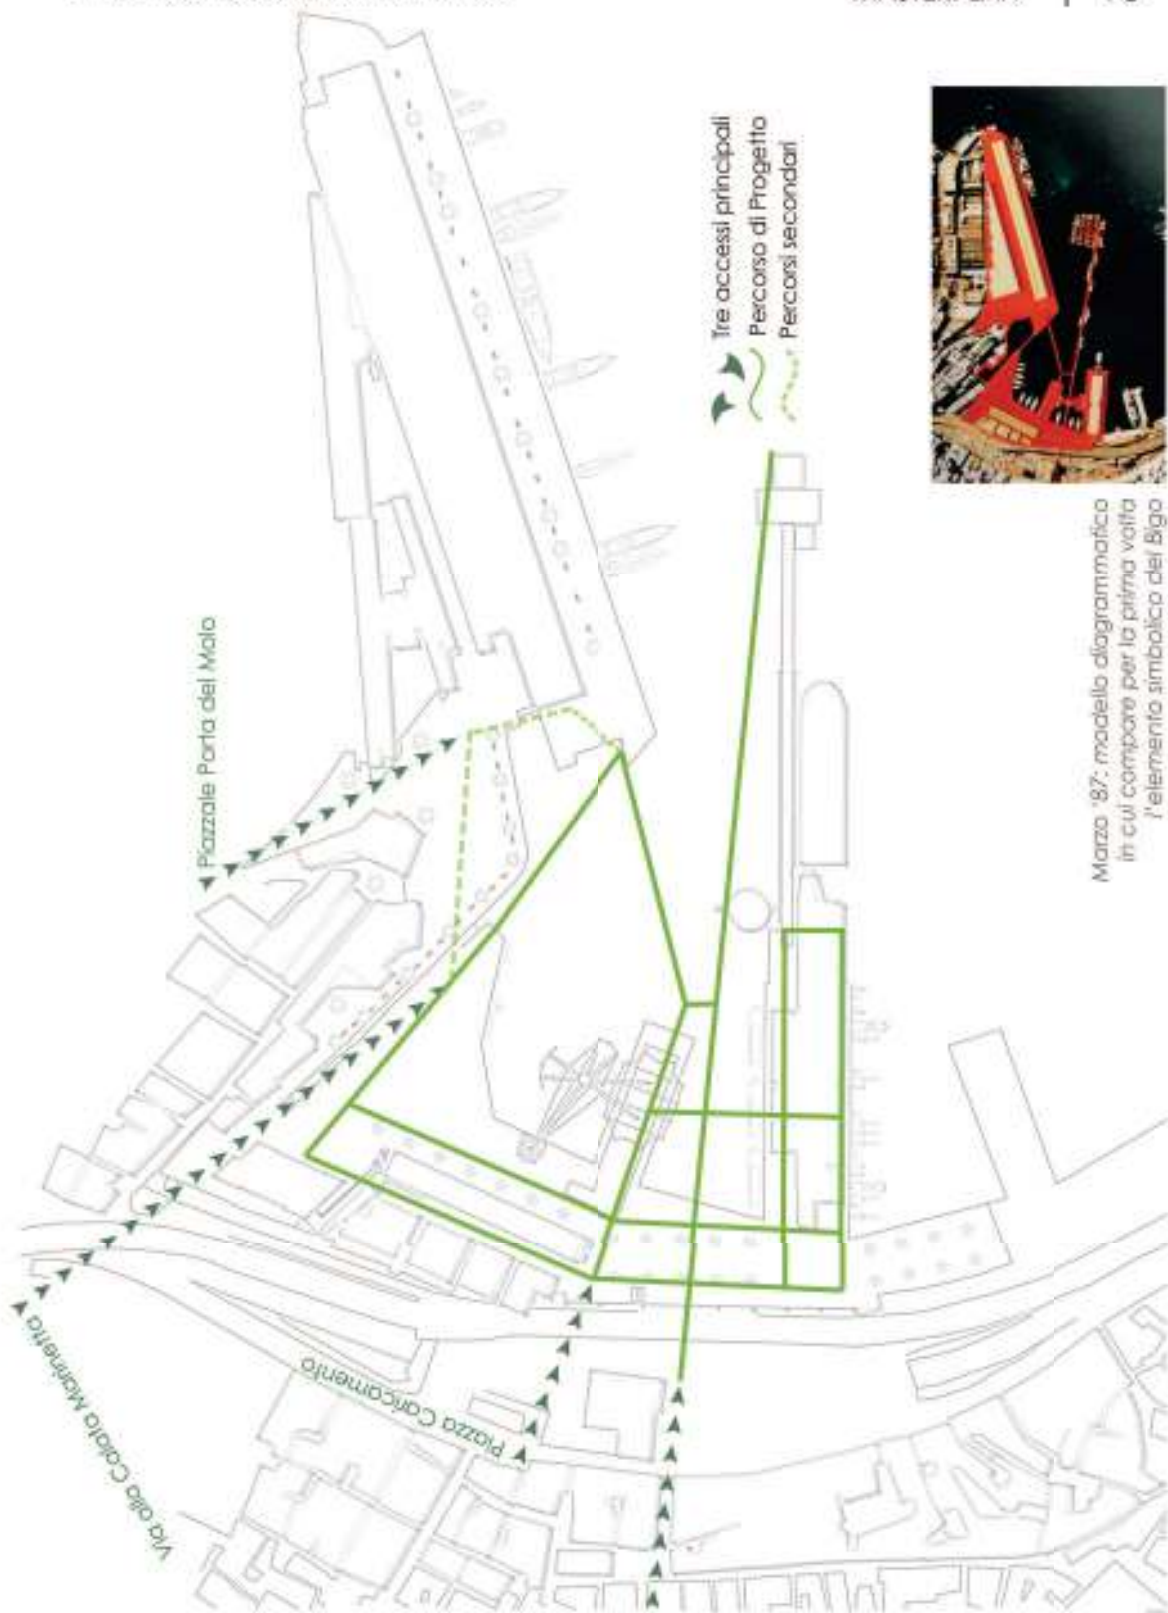 Piazzale Porta del Molo
Via alla Calata Marinetta
Piazza Caricamento
Tre accessi principali
Percorso di Progetto
Percorsi secondari
Marzo '87: modello diagrammatico
in cui compare per la prima volta
l'elemento simbolico del Bigo